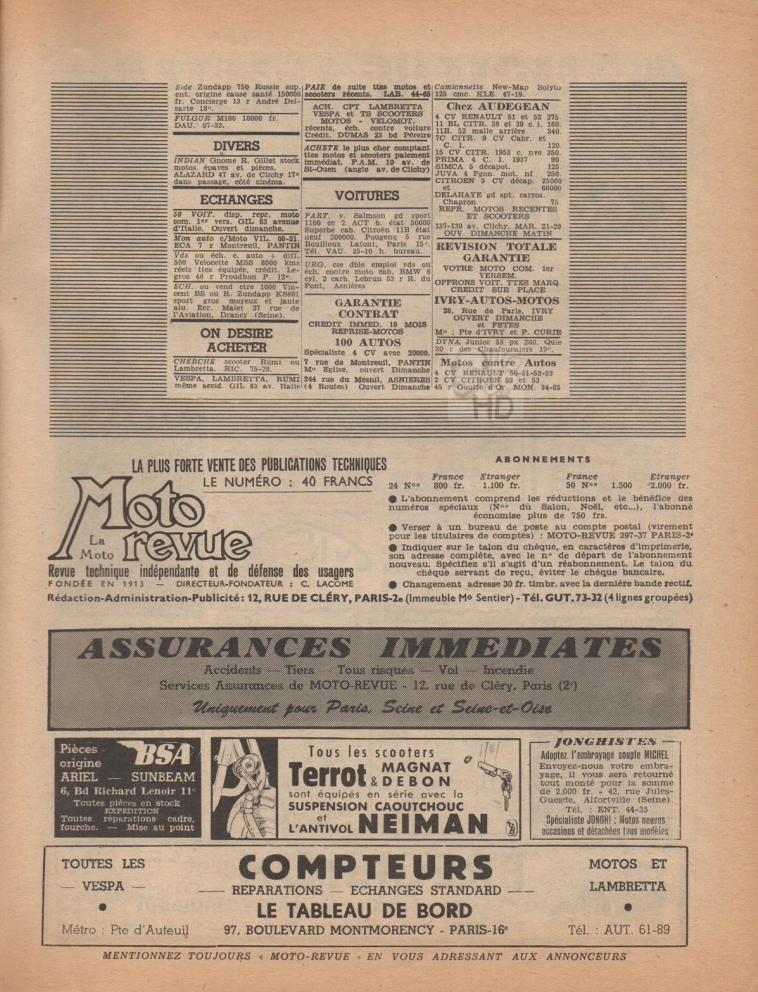 Side Zundapp 750 Russie sup.
ent. origine cause santé 150000
fr. Concierge 13 r André Del-
sarte 18e.
FULGUR M100 10000 fr.
DAU. 07-33.
DIVERS
INDIAN Gnome R. Gillet stock
motos épaves et pièces.
ALAZARD 47 av. de Clichy 17e
dans passage, côté cinéma.
ECHANGES
50 VOIT. disp. repr. moto
com. 1er vers. GIL 83 avenue
d'Italie. Ouvert dimanche.
Mon auto c/Moto VIL. 09-21.
ECA 7 r Montreuil, PANTIN
Vds ou éch. c. auto + diff.
500 Velocette MSS 8000 kms
réels ttes équipée, crédit. Le-
gros 46 r Proudhon P. 12e.
ECH. ou vend ctre 1000 Vin-
cent BS ou R. Zundapp KS601
sport gros moyeux et jante
alu. Ecr. Malet 27 rue de
l'Aviation, Drancy (Seine).
ON DESIRE
ACHETER
CHERCHE scooter Rumi ou
Lambretta. RIC. 75-28.
VESPA, LAMBRETTA, RUMI
même accid. GIL 83 av. Italie
PAIE de suite ttes motos et
scooters récents. LAB. 44-65
ACH. CPT LAMBRETTA
VESPA et TS SCOOTERS
MOTOS - VELOMOT.
récents, éch. contre voiture
Crédit. DUMAS 23 bd Péreire
ACHETE le plus cher comptant
ttes motos et scooters paiement
immédiat. F.A.M. 10 av. de
St-Ouen (angle av. de Clichy)
VOITURES
PART. v. Salmson gd sport
1100 cc 2 ACT b. état 50000
Superbe cab. Citroën 11B état
neuf 200000. Pougenq 5 rue
Bouilloux Lafont, Paris 15e.
Tél. VAU. 35-10 h. bureau.
URG. cse dble emploi vds ou
éch. contre moto cab. BMW 6
cyl. 2 carb. Lebrun 53 r R. du
Pont, Asnières
GARANTIE
CONTRAT
CREDIT IMMED. 18 MOIS
REPRISE-MOTOS
100 AUTOS
Spécialiste 4 CV avec 20000.
7 rue de Montreuil, PANTIN
Mo Eglise, ouvert Dimanche
244 rue du Mesnil, ASNIERES
(4 Routes) Ouvert Dimanche
Camionnette New-Map Solyto
125 cmc. KLE. 47-19.
Chez AUDEGEAN
4 CV RENAULT 51 et 52 275
11 BL CITR. 38 et 39 c. i. 160
11B. 52 malle arrière 340
7C CITR. 9 CV Cabr. et
C. I. 120
15 CV CITR. 1953 c. nve 350
PRIMA 4 C. I. 1937 90
SIMCA 5 décapot. 125
JUVA 4 Fgon. mot. nf 250
CITROEN 5 CV décap. 25000
et 60000
DELAHAYE gd spt. carros.
Chapron 75
REPR. MOTOS RECENTES
ET SCOOTERS
137-139 av. Clichy. MAR. 21-29
OUV. DIMANCHE MATIN
REVISION TOTALE
GARANTIE
VOTRE MOTO COM. 1er
VERSEM.
OFFRONS VOIT. TTES MARQ.
CREDIT SUR PLACE
IVRY-AUTOS-MOTOS
28, Rue de Paris, IVRY
OUVERT DIMANCHE
et FETES
Mo : Pte d'IVRY et P. CURIE
DYNA Junior 53 px 260. Quie
30 r des Chaufourniers 19e.
Motos contre Autos
4 CV RENAULT 50-51-52-53
2 CV CITROEN 52 et 53
45 r Goutte d'Or MON. 34-85
HD
LA PLUS FORTE VENTE DES PUBLICATIONS TECHNIQUES
LE NUMÉRO : 40 FRANCS
La Moto
Moto revue
Revue technique indépendante et de défense des usagers
FONDÉE EN 1913 — DIRECTEUR-FONDATEUR : C. LACOME
ABONNEMENTS
France Etranger France Etranger
24 Nos 800 fr. 1.100 fr. 50 Nos 1.500 2.000 fr.
● L'abonnement comprend les réductions et le bénéfice des
numéros spéciaux (Nos du Salon, Noël, etc...), l'abonné
économise plus de 750 frs.
● Verser à un bureau de poste au compte postal (virement
pour les titulaires de comptes) : MOTO-REVUE 297-37 PARIS-2e
● Indiquer sur le talon du chèque, en caractères d'imprimerie,
son adresse complète, avec le no de départ de l'abonnement
nouveau. Spécifiez s'il s'agit d'un réabonnement. Le talon du
chèque servant de reçu, éviter le chèque bancaire.
● Changement adresse 30 fr. timbr. avec la dernière bande rectif.
Rédaction-Administration-Publicité : 12, RUE DE CLÉRY, PARIS-2e (Immeuble Mo Sentier) - Tél. GUT. 73-32 (4 lignes groupées)
ASSURANCES IMMEDIATES
Accidents — Tiers — Tous risques — Vol — Incendie
Services Assurances de MOTO-REVUE - 12, rue de Cléry, Paris (2e)
Uniquement pour Paris, Seine et Seine-et-Oise
Pièces
origine BSA
ARIEL — SUNBEAM
6, Bd Richard Lenoir 11e
Toutes pièces en stock
EXPEDITION
Toutes réparations cadre,
fourche. — Mise au point
Tous les scooters
Terrot & MAGNAT DEBON
sont équipés en série avec la
SUSPENSION CAOUTCHOUC
et
L'ANTIVOL NEIMAN
JONGHISTES
Adoptez l'embrayage souple MICHEL
Envoyez-nous votre embra-
yage, il vous sera retourné
tout monté pour la somme
de 2.000 fr. - 42, rue Jules-
Guesde, Alfortville (Seine).
Tél. : ENT. 44-35
Spécialiste JONGHI : Motos neuves
occasions et détachées tous modèles
TOUTES LES
— VESPA —
●
Métro : Pte d'Auteuil
COMPTEURS
— REPARATIONS — ECHANGES STANDARD —
LE TABLEAU DE BORD
97, BOULEVARD MONTMORENCY - PARIS-16e
MOTOS ET
LAMBRETTA
●
Tél. : AUT. 61-89
MENTIONNEZ TOUJOURS « MOTO-REVUE » EN VOUS ADRESSANT AUX ANNONCEURS